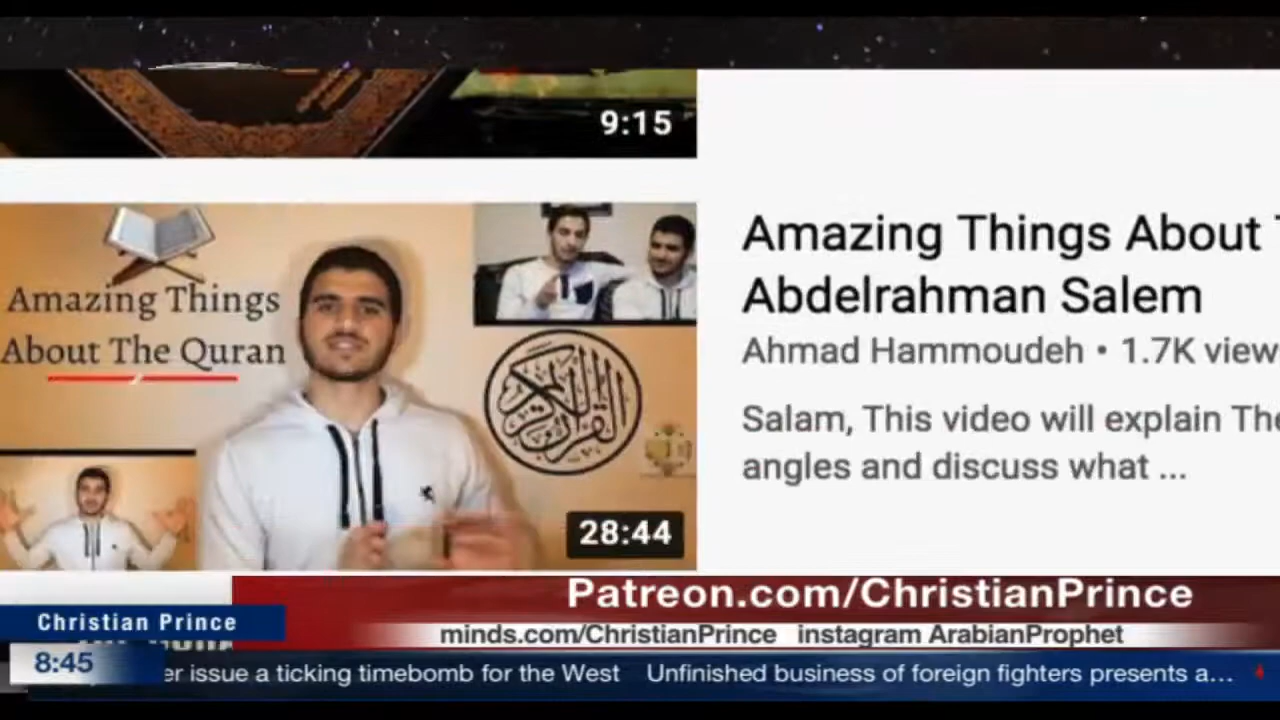 9:15
Amazing Things
About The Quran
القرآن الكريم
28:44
Amazing Things About
Abdelrahman Salem
Ahmad Hammoudeh • 1.7K view
Salam, This video will explain The
angles and discuss what ...
Patreon.com/ChristianPrince
Christian Prince
minds.com/ChristianPrince instagram ArabianProphet
8:45
er issue a ticking timebomb for the West Unfinished business of foreign fighters presents a...